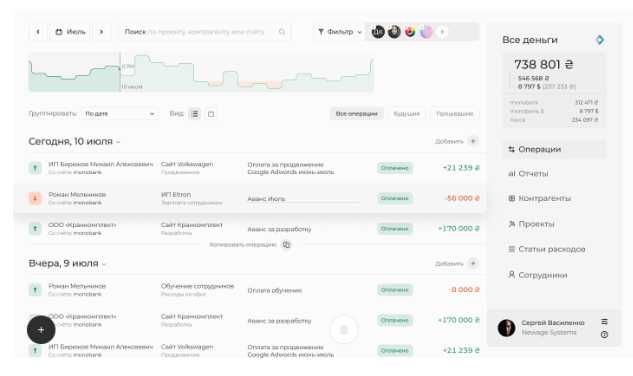 Июль
Поиск по проекту, контрагенту или счёту
Фильтр
ДК
+
0.7M
10 июля
Группировать: По дате
Вид:
Все операции
Будущие
Прошедшие
Сегодня, 10 июля
Добавить +
ИП Бирюков Михаил Алексеевич
Со счёта: monobank
Сайт Volkswagen
Продвижение
Оплата за продвижение
Google Adwords июнь-июль
Оплачено
+21 239 ₴
Роман Мельников
Со счёта: monobank
ИП Eltron
Зарплата сотрудникам
Аванс Июль
Оплачено
-56 000 ₴
ООО «Кранкомплект»
Со счёта: monobank
Сайт Кранкомплект
Разработка
Аванс за разработку
Оплачено
+170 000 ₴
Копировать операцию
Вчера, 9 июля
Добавить +
Роман Мельников
Со счёта: monobank
Обучение сотрудников
Расходы на офис
Оплата обучения
Оплачено
-8 000 ₴
ООО «Кранкомплект»
Со счёта: monobank
Сайт Кранкомплект
Разработка
Аванс за разработку
Оплачено
+170 000 ₴
ИП Бирюков Михаил Алексеевич
Со счёта: monobank
Сайт Volkswagen
Продвижение
Оплата за продвижение
Google Adwords июнь-июль
Оплачено
+21 239 ₴
+
Все деньги
738 801 ₴
546 568 ₴
8 797 $ (237 233 ₴)
monobank 312 471 ₴
monobank, $ 8 797 $
Касса 234 097 ₴
Операции
Отчеты
Контрагенты
Проекты
Статьи расходов
Сотрудники
Сергей Василенко
Newage Systems